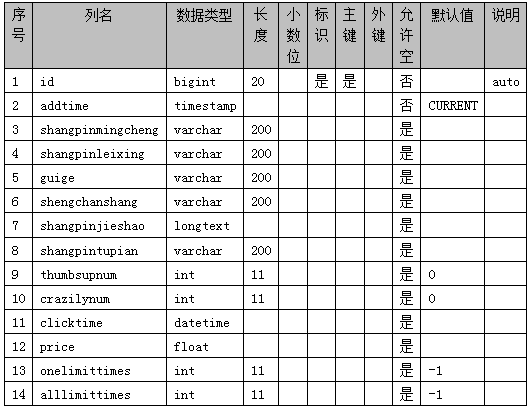 序号 列名 数据类型 长度 小数位 标识 主键 外键 允许空 默认值 说明
1 id bigint 20 是 是 否 auto
2 addtime timestamp 否 CURRENT
3 shangpinmingcheng varchar 200 是
4 shangpinleixing varchar 200 是
5 guige varchar 200 是
6 shengchanshang varchar 200 是
7 shangpinjieshao longtext 是
8 shangpintupian varchar 200 是
9 thumbsupnum int 11 是 0
10 crazilynum int 11 是 0
11 clicktime datetime 是
12 price float 是
13 onelimittimes int 11 是 -1
14 alllimittimes int 11 是 -1